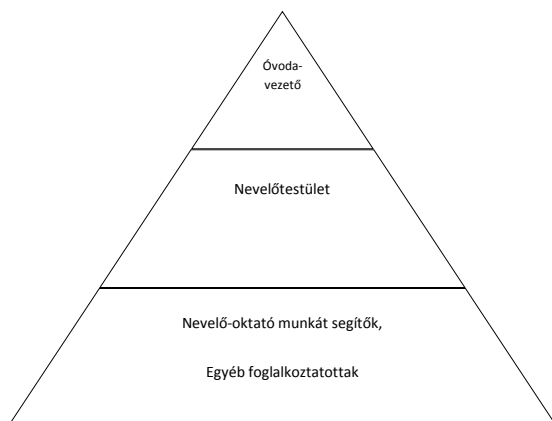 Óvoda-
vezető
Nevelőtestület
Nevelő-oktató munkát segítők,
Egyéb foglalkoztatottak